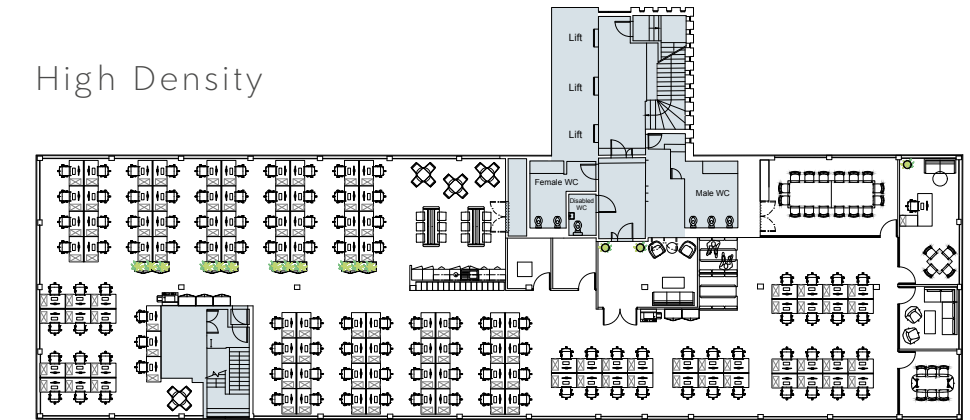 High Density
Lift
Lift
Lift
Female WC
Disabled
WC
Male WC